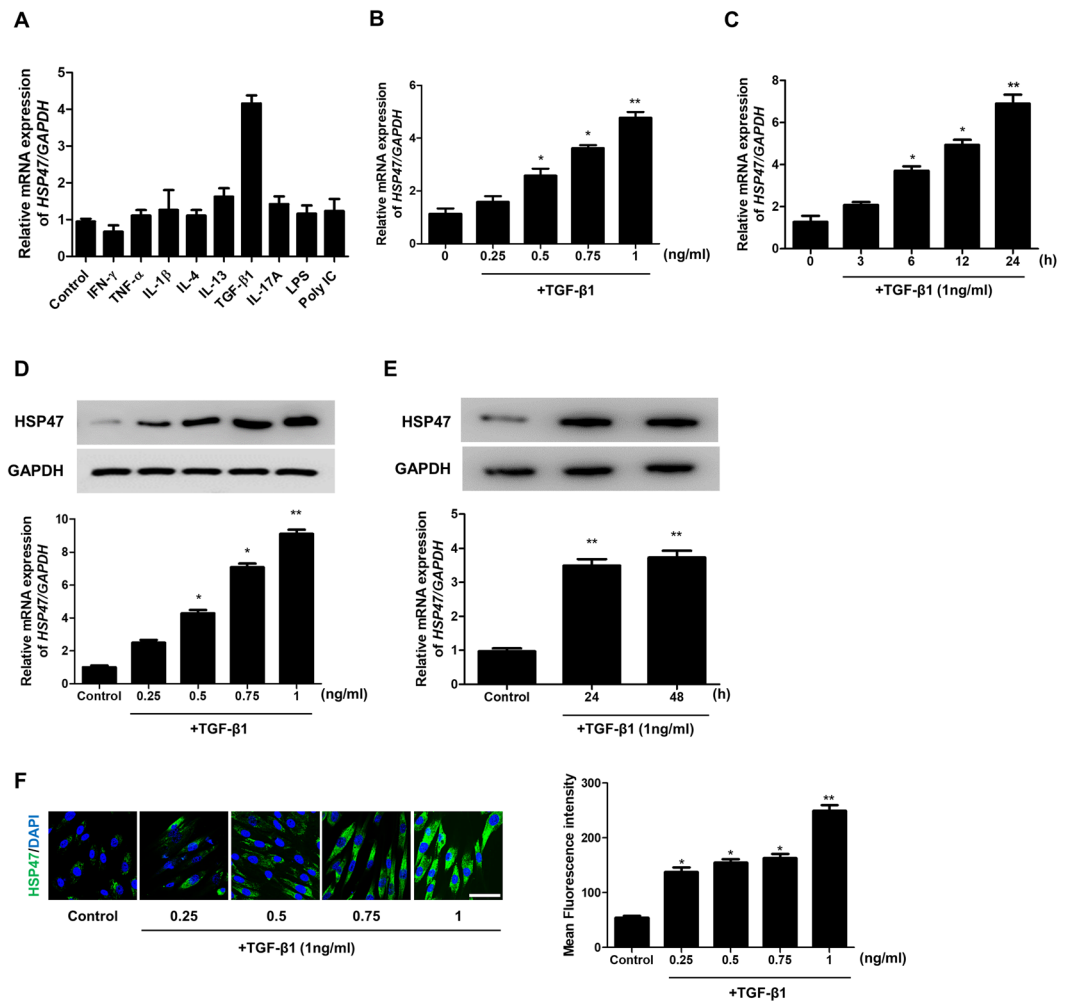 A
Relative mRNA expression
of HSP47/GAPDH
5
4
3
2
1
0
Control
IFN-γ
TNF-α
IL-1β
IL-4
IL-13
TGF-β1
IL-17A
LPS
Poly IC
B
Relative mRNA expression
of HSP47/GAPDH
6
4
2
0
*
*
**
0
0.25
0.5
0.75
1
(ng/ml)
+TGF-β1
C
Relative mRNA expression
of HSP47/GAPDH
8
6
4
2
0
*
*
**
0
3
6
12
24
(h)
+TGF-β1 (1ng/ml)
D
HSP47
GAPDH
Relative mRNA expression
of HSP47/GAPDH
10
8
6
4
2
0
*
*
**
Control
0.25
0.5
0.75
1
(ng/ml)
+TGF-β1
E
HSP47
GAPDH
Relative mRNA expression
of HSP47/GAPDH
5
4
3
2
1
0
**
**
Control
24
48
(h)
+TGF-β1 (1ng/ml)
F
HSP47/DAPI
Control
0.25
0.5
0.75
1
+TGF-β1 (1ng/ml)
Mean Fluorescence intensity
300
200
100
0
*
*
*
**
Control
0.25
0.5
0.75
1
(ng/ml)
+TGF-β1